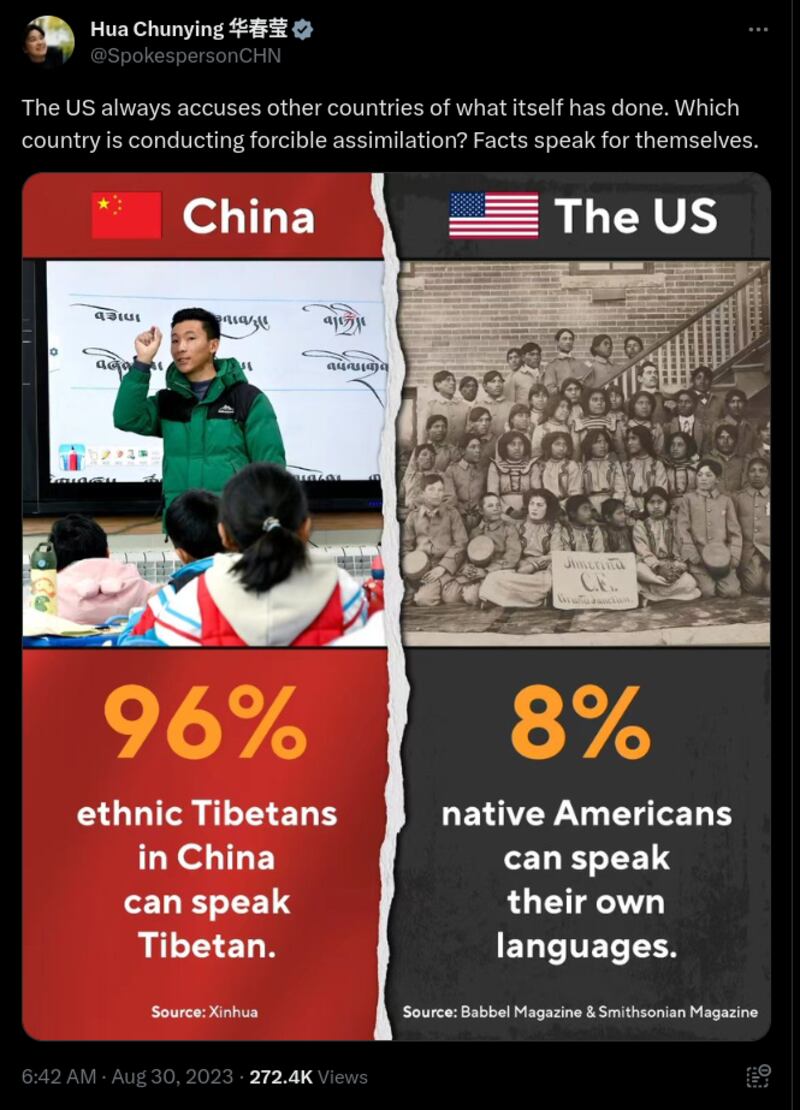 Hua Chunying 华春莹
@SpokespersonCHN
The US always accuses other countries of what itself has done. Which
country is conducting forcible assimilation? Facts speak for themselves.
China
The US
96%
ethnic Tibetans
in China
can speak
Tibetan.
Source: Xinhua
8%
native Americans
can speak
their own
languages.
Source: Babbel Magazine & Smithsonian Magazine
6:42 AM · Aug 30, 2023 · 272.4K Views